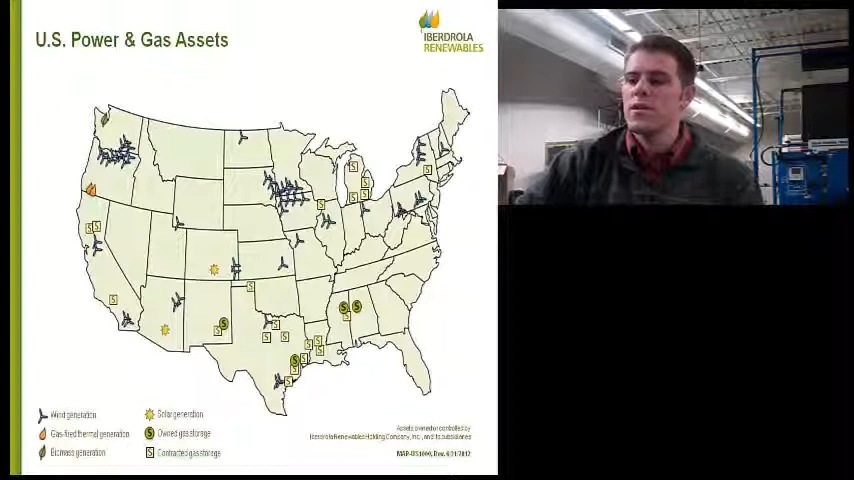 U.S. Power & Gas Assets
IBERDROLA
RENEWABLES
Wind generation
Gas-fired thermal generation
Biomass generation
Solar generation
Owned gas storage
Contracted gas storage
Assets owned or controlled by
Iberdrola Renewables Holding Company, Inc., and its subsidiaries